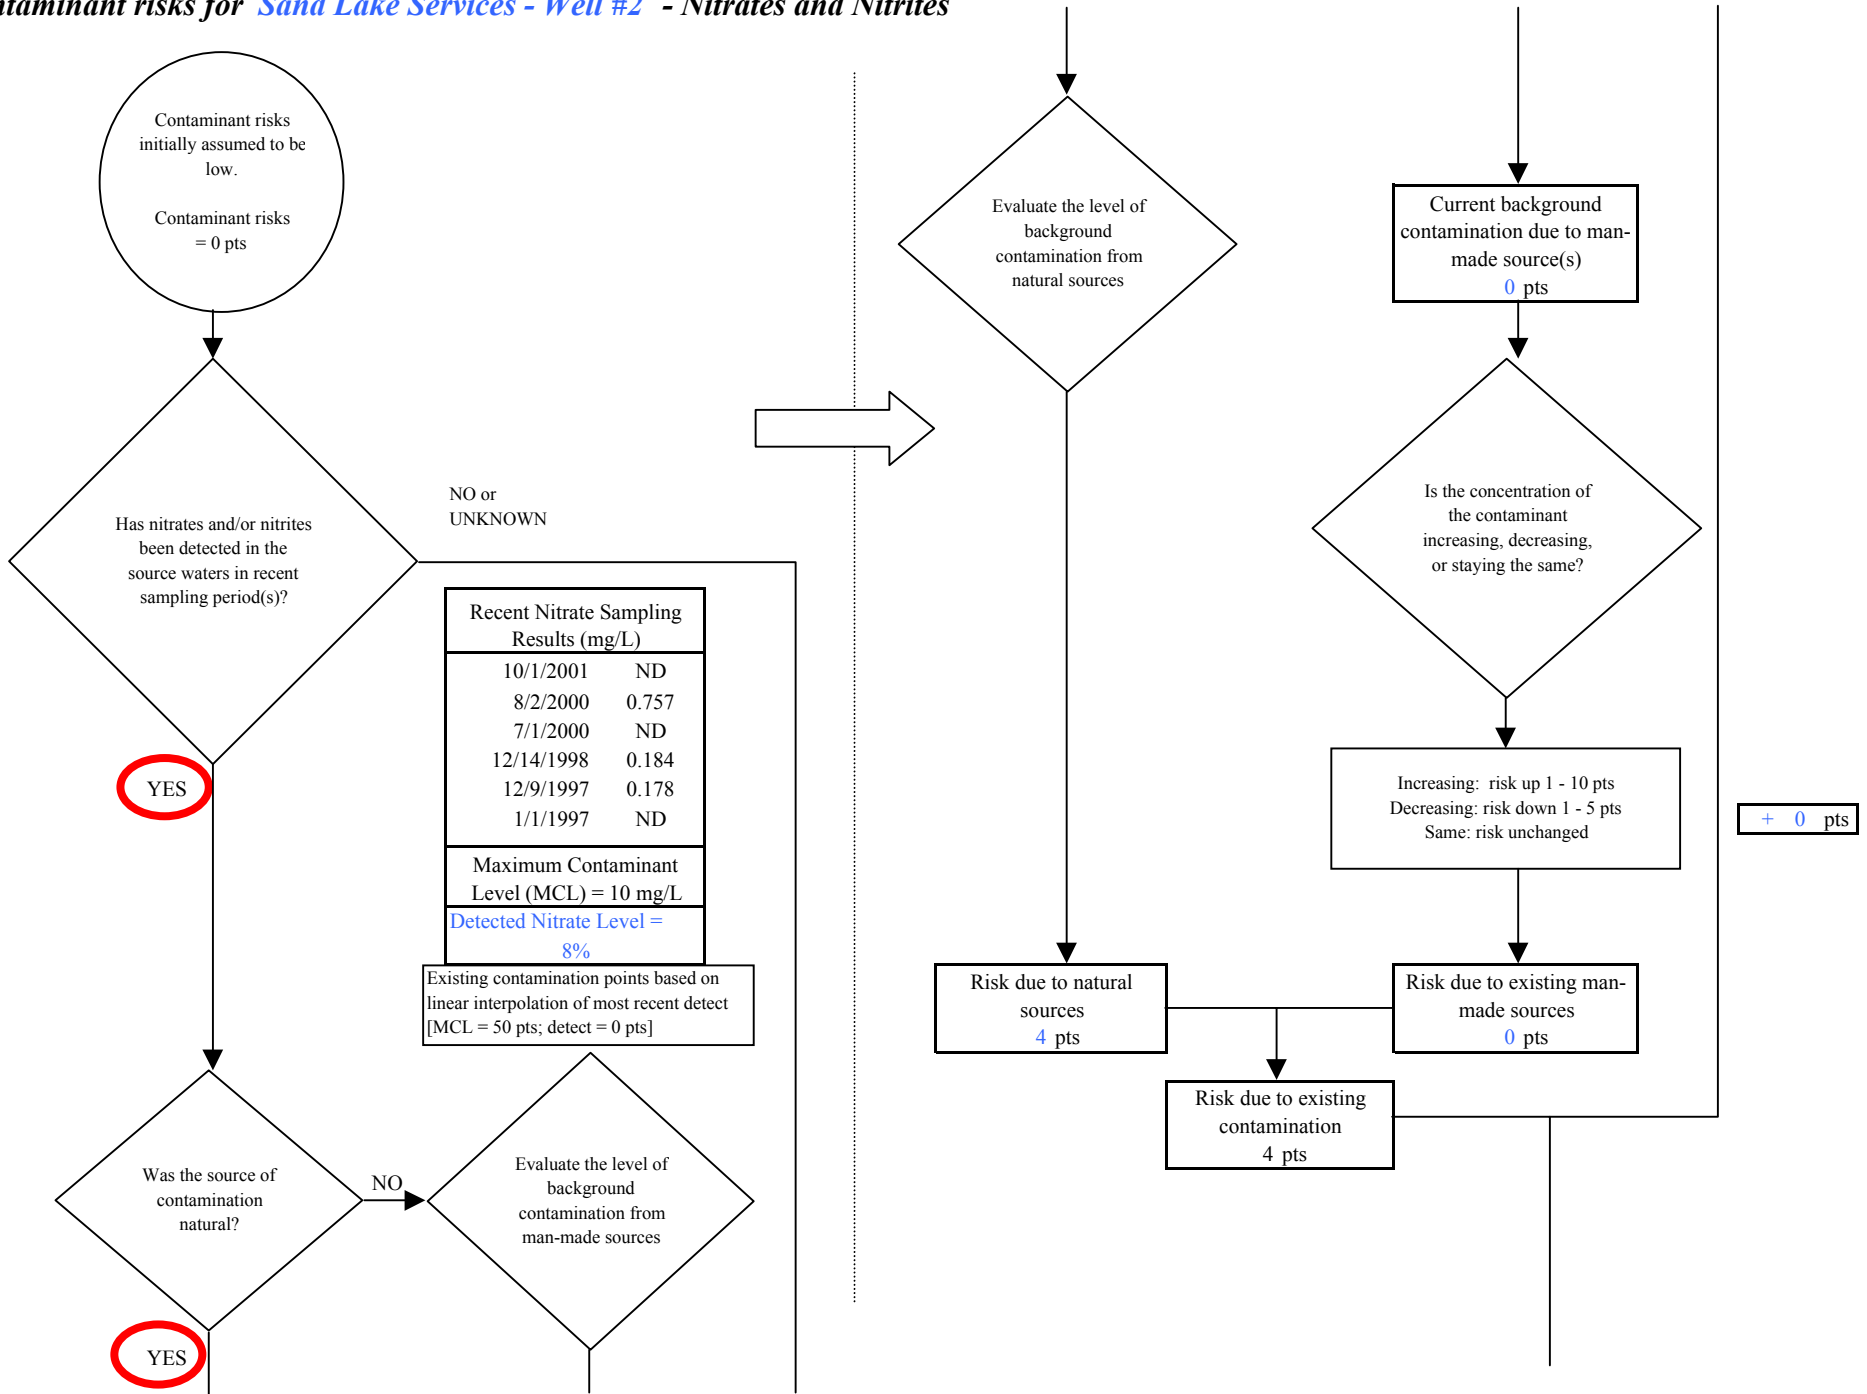 ntaminant risks for Sand Lake Services - Well #2 - Nitrates and Nitrites
Contaminant risks
initially assumed to be
low.
Contaminant risks
= 0 pts
Has nitrates and/or nitrites
been detected in the
source waters in recent
sampling period(s)?
NO or
UNKNOWN
YES
Recent Nitrate Sampling
Results (mg/L)
10/1/2001 ND
8/2/2000 0.757
7/1/2000 ND
12/14/1998 0.184
12/9/1997 0.178
1/1/1997 ND
Maximum Contaminant
Level (MCL) = 10 mg/L
Detected Nitrate Level =
8%
Existing contamination points based on
linear interpolation of most recent detect
[MCL = 50 pts; detect = 0 pts]
Was the source of
contamination
natural?
NO
Evaluate the level of
background
contamination from
man-made sources
YES
Evaluate the level of
background
contamination from
natural sources
Current background
contamination due to man-
made source(s)
0 pts
Is the concentration of
the contaminant
increasing, decreasing,
or staying the same?
Increasing: risk up 1 - 10 pts
Decreasing: risk down 1 - 5 pts
Same: risk unchanged
+ 0 pts
Risk due to natural
sources
4 pts
Risk due to existing man-
made sources
0 pts
Risk due to existing
contamination
4 pts